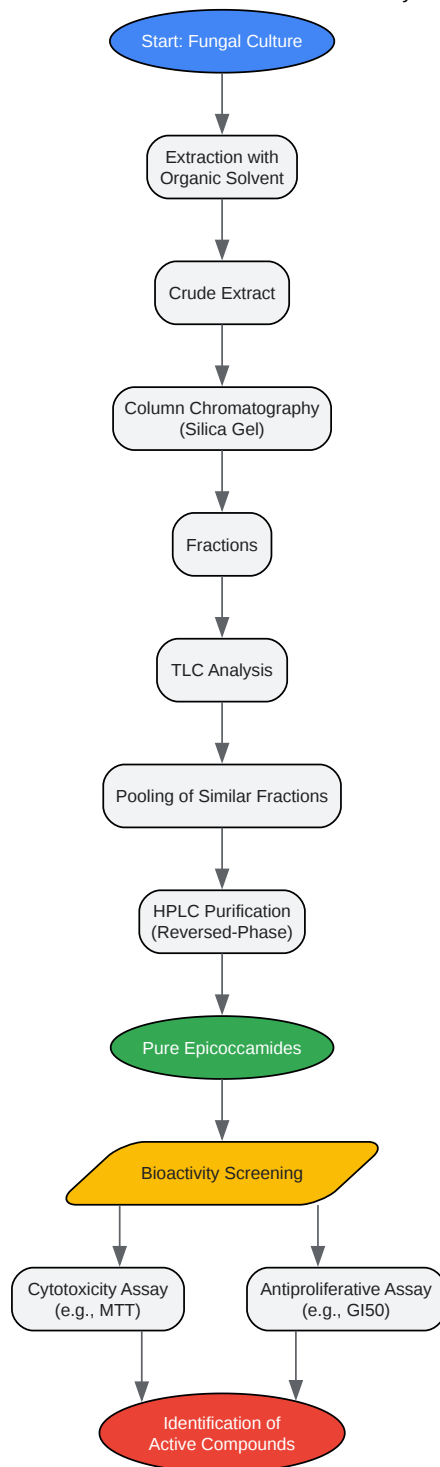 Start: Fungal Culture
Extraction with
Organic Solvent
Crude Extract
Column Chromatography
(Silica Gel)
Fractions
TLC Analysis
Pooling of Similar Fractions
HPLC Purification
(Reversed-Phase)
Pure Epicoccamides
Bioactivity Screening
Cytotoxicity Assay
(e.g., MTT)
Antiproliferative Assay
(e.g., GI50)
Identification of
Active Compounds